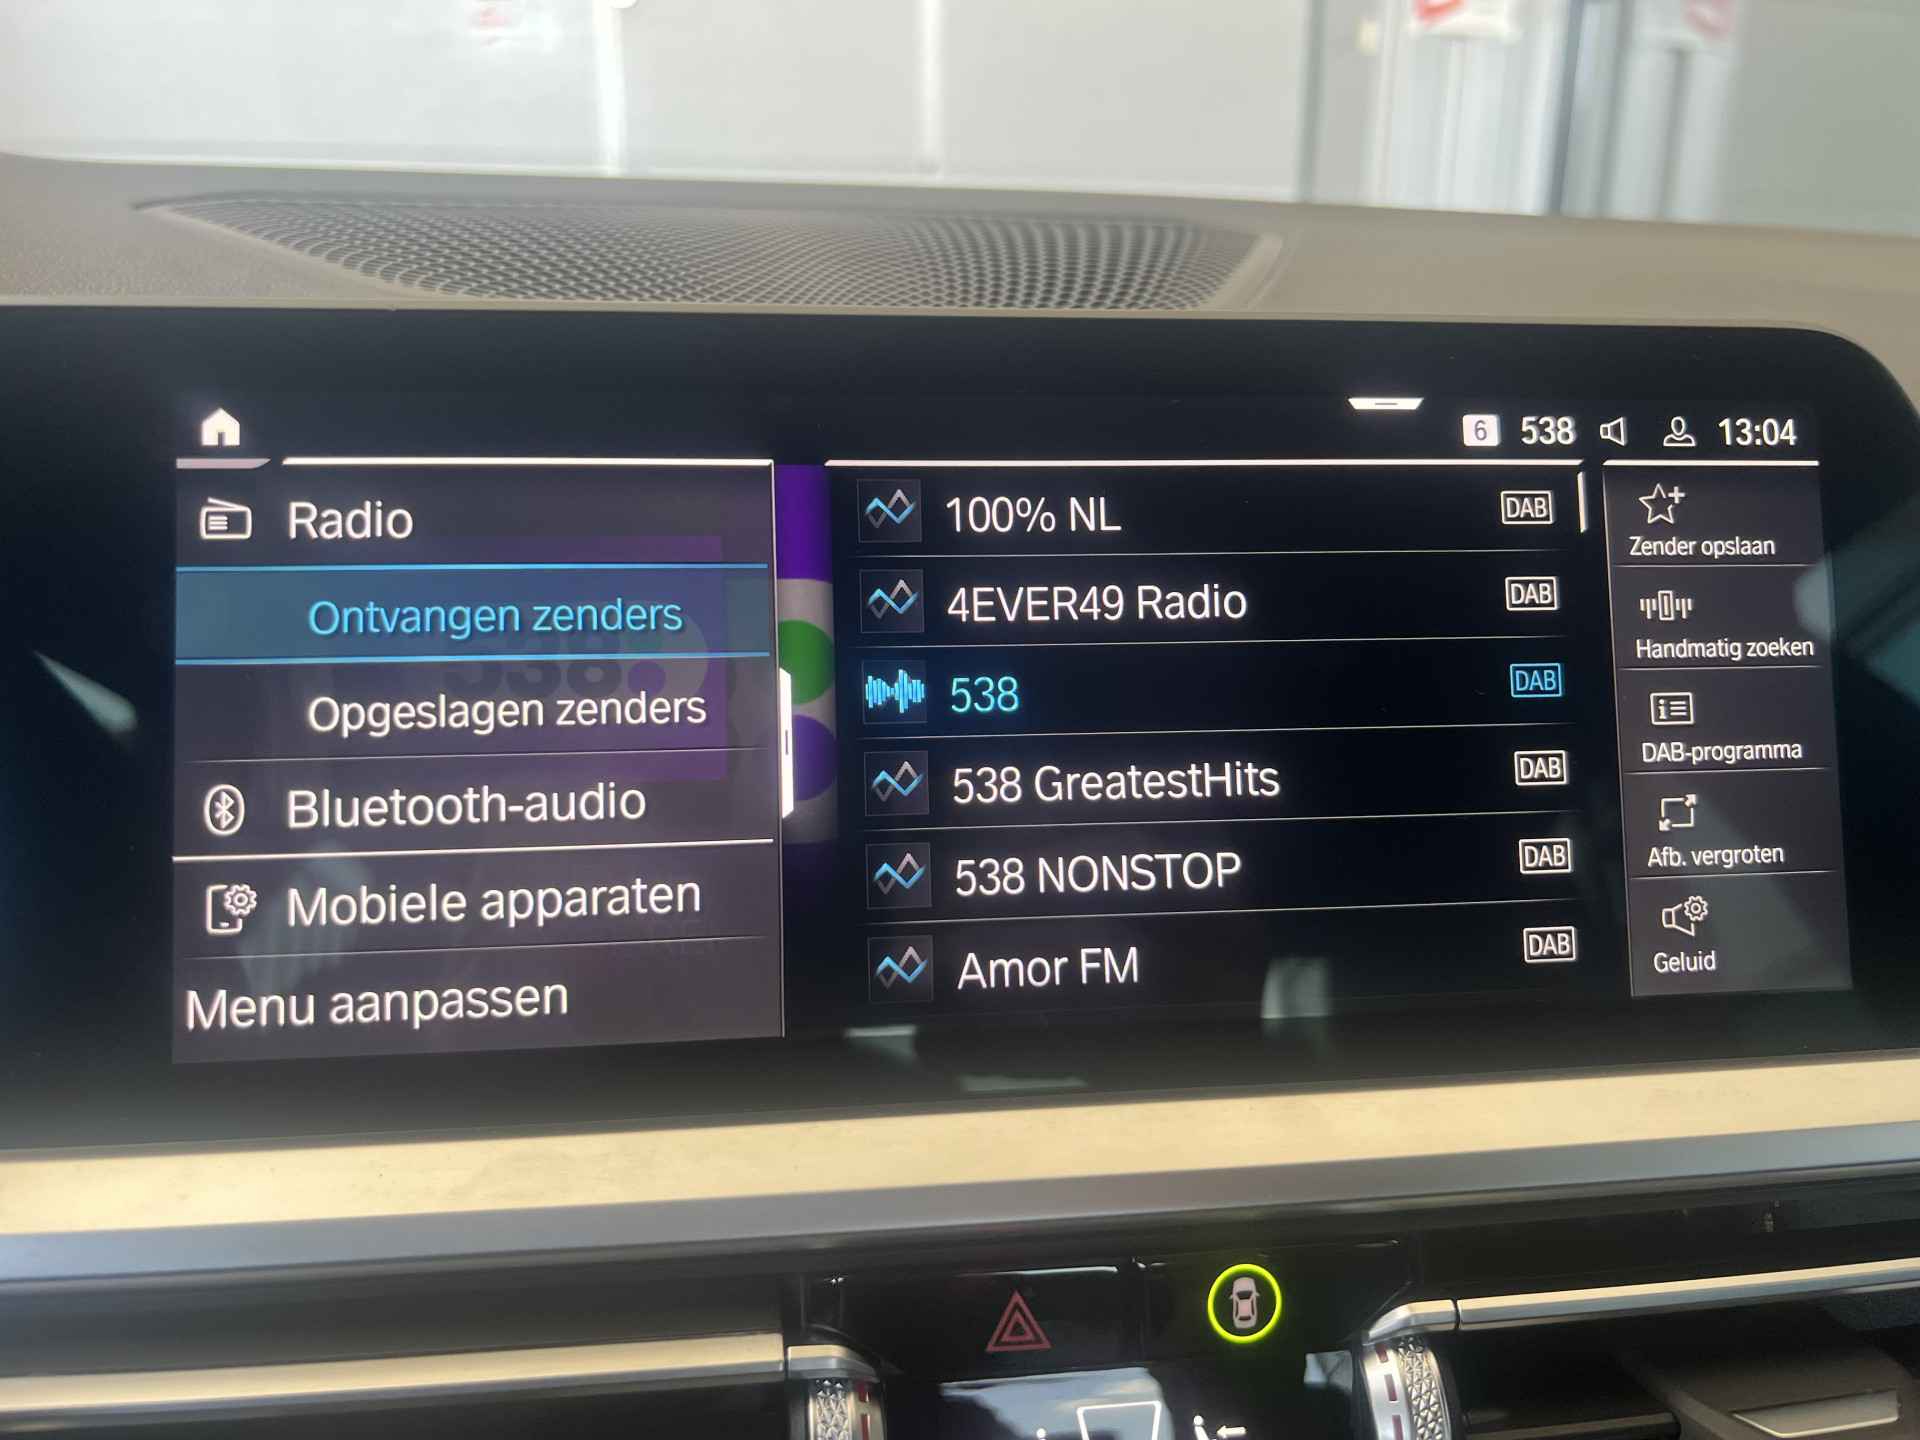 6 538 13:04
Radio
Ontvangen zenders
Opgeslagen zenders
Bluetooth-audio
Mobiele apparaten
Menu aanpassen
538
100% NL DAB
4EVER49 Radio DAB
538 DAB
538 GreatestHits DAB
538 NONSTOP DAB
Amor FM DAB
Zender opslaan
Handmatig zoeken
DAB-programma
Afb. vergroten
Geluid